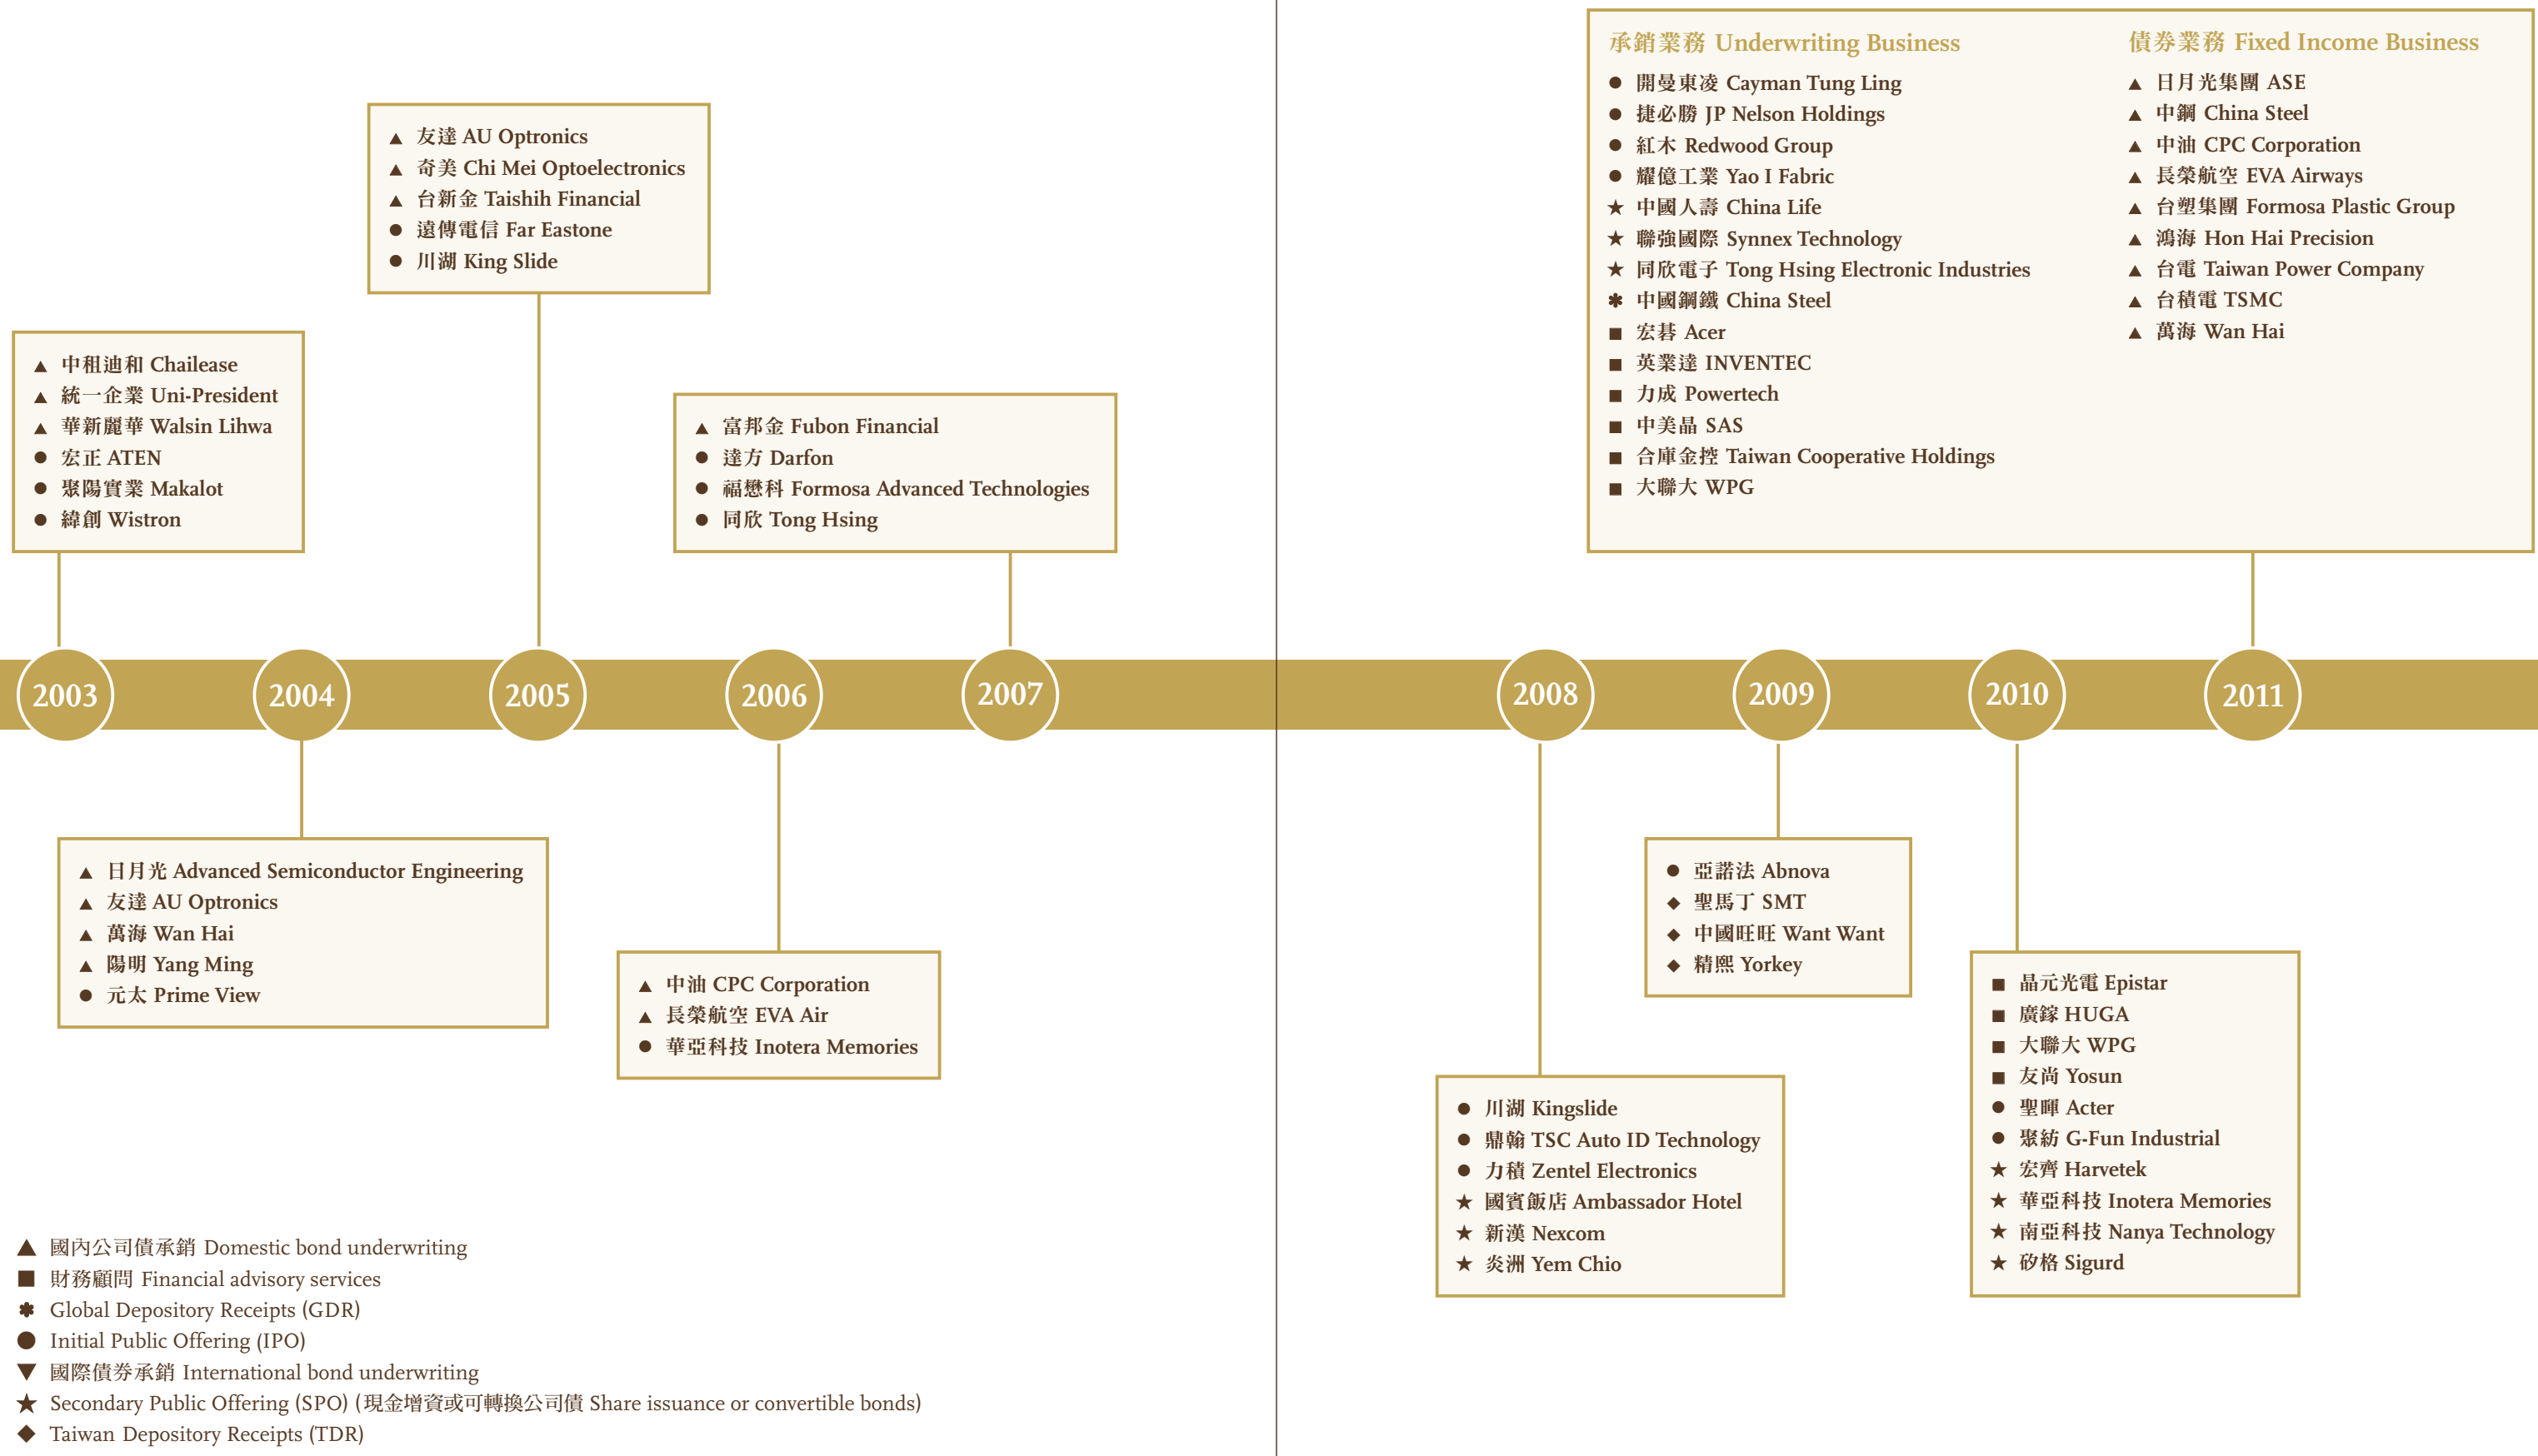 ▲ 中租迪和 Chailease
▲ 統一企業 Uni-President
▲ 華新麗華 Walsin Lihwa
● 宏正 ATEN
● 聚陽實業 Makalot
● 緯創 Wistron
2003
2004
▲ 日月光 Advanced Semiconductor Engineering
▲ 友達 AU Optronics
▲ 萬海 Wan Hai
▲ 陽明 Yang Ming
● 元太 Prime View
▲ 友達 AU Optronics
▲ 奇美 Chi Mei Optoelectronics
▲ 台新金 Taishih Financial
● 遠傳電信 Far Eastone
● 川湖 King Slide
2005
2006
▲ 中油 CPC Corporation
▲ 長榮航空 EVA Air
● 華亞科技 Inotera Memories
▲ 富邦金 Fubon Financial
● 達方 Darfon
● 福懋科 Formosa Advanced Technologies
● 同欣 Tong Hsing
2007
2008
● 川湖 Kingslide
● 鼎翰 TSC Auto ID Technology
● 力積 Zentel Electronics
★ 國賓飯店 Ambassador Hotel
★ 新漢 Nexcom
★ 炎洲 Yem Chio
2009
● 亞諾法 Abnova
◆ 聖馬丁 SMT
◆ 中國旺旺 Want Want
◆ 精熙 Yorkey
2010
■ 晶元光電 Epistar
■ 廣鎵 HUGA
■ 大聯大 WPG
■ 友尚 Yosun
● 聖暉 Acter
● 聚紡 G-Fun Industrial
★ 宏齊 Harvetek
★ 華亞科技 Inotera Memories
★ 南亞科技 Nanya Technology
★ 矽格 Sigurd
承銷業務 Underwriting Business
● 開曼東凌 Cayman Tung Ling
● 捷必勝 JP Nelson Holdings
● 紅木 Redwood Group
● 耀億工業 Yao I Fabric
★ 中國人壽 China Life
★ 聯強國際 Synnex Technology
★ 同欣電子 Tong Hsing Electronic Industries
✽ 中國鋼鐵 China Steel
■ 宏碁 Acer
■ 英業達 INVENTEC
■ 力成 Powertech
■ 中美晶 SAS
■ 合庫金控 Taiwan Cooperative Holdings
■ 大聯大 WPG
債券業務 Fixed Income Business
▲ 日月光集團 ASE
▲ 中鋼 China Steel
▲ 中油 CPC Corporation
▲ 長榮航空 EVA Airways
▲ 台塑集團 Formosa Plastic Group
▲ 鴻海 Hon Hai Precision
▲ 台電 Taiwan Power Company
▲ 台積電 TSMC
▲ 萬海 Wan Hai
2011
▲ 國內公司債承銷 Domestic bond underwriting
■ 財務顧問 Financial advisory services
✽ Global Depository Receipts (GDR)
● Initial Public Offering (IPO)
▼ 國際債券承銷 International bond underwriting
★ Secondary Public Offering (SPO) (現金增資或可轉換公司債 Share issuance or convertible bonds)
◆ Taiwan Depository Receipts (TDR)